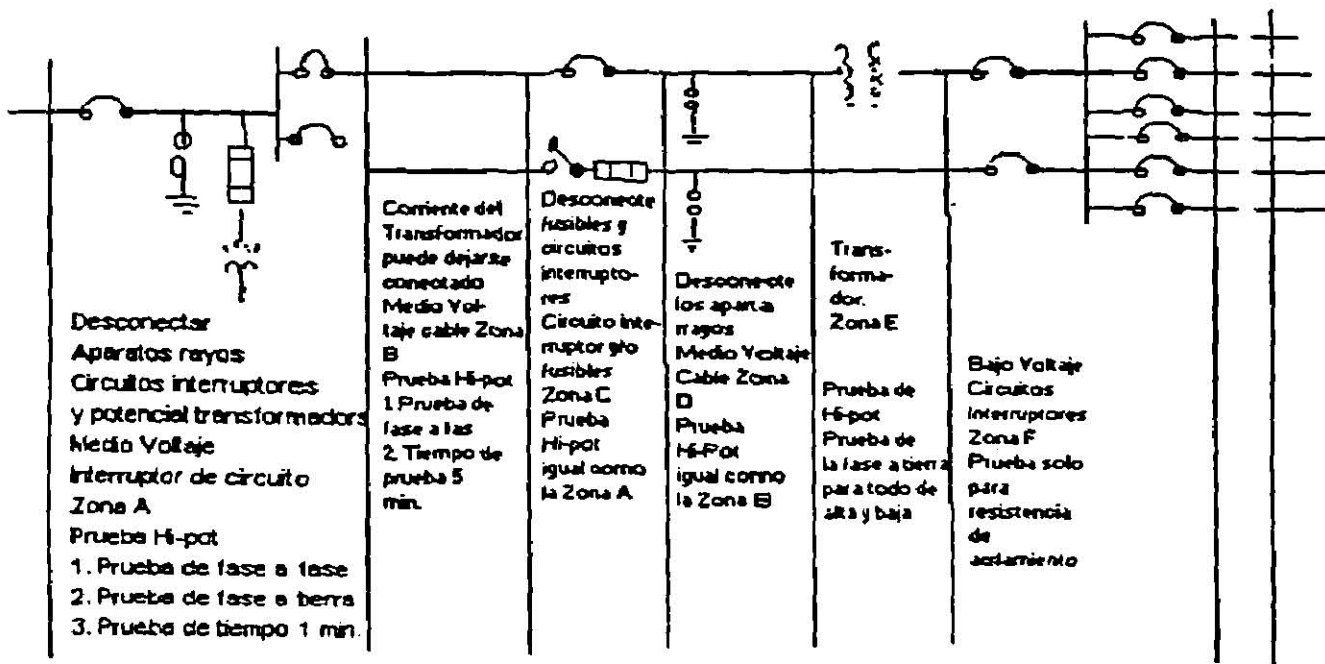 Desconectar
Aparatos rayos
Circuitos interruptores
y potencial transformadors
Medio Voltaje
Interruptor de circuito
Zona A
Prueba Hi-pot
1. Prueba de fase a fase
2. Prueba de fase a tierra
3. Prueba de tiempo 1 min.
Corriente del
Transformador
puede dejarse
conectado
Medio Vol-
taje cable Zona
B
Prueba Hi-pot
1 Prueba de
fase a las
2. Tiempo de
prueba 5
min.
Desconecte
fusibles y
circuitos
interrupto-
res
Circuito inte-
rruptor y/o
fusibles
Zona C
Prueba
Hi-pot
igual como
la Zona A
Desconecte
los aparta
rrayos
Medio Voltaje
Cable Zona
D
Prueba
Hi-Pot
igual como
la Zona B
Trans-
forma-
dor.
Zona E
Prueba de
Hi-pot
Prueba de
la fase a tierra
para todo de
alta y baja
Bajo Voltaje
Circuitos
Interruptores
Zona F
Prueba solo
para
resistencia
de
aislamiento